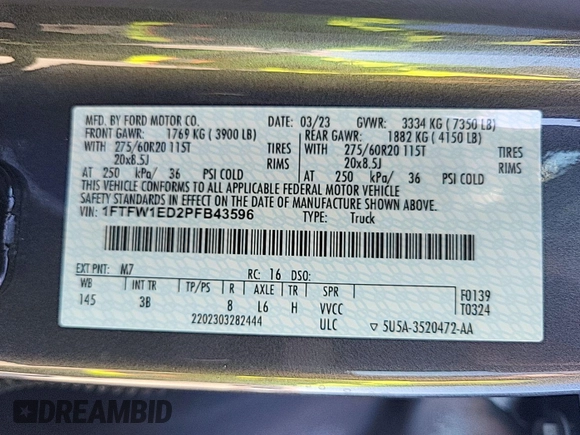 MFD. BY FORD MOTOR CO. DATE: 03/23 GVWR: 3334 KG ( 7350 LB)
FRONT GAWR: 1769 KG ( 3900 LB) REAR GAWR: 1882 KG ( 4150 LB)
WITH 275/60R20 115T TIRES WITH 275/60R20 115T TIRES
20x8.5J RIMS 20x8.5J RIMS
AT 250 kPa/ 36 PSI COLD AT 250 kPa/ 36 PSI COLD
THIS VEHICLE CONFORMS TO ALL APPLICABLE FEDERAL MOTOR VEHICLE
SAFETY STANDARDS IN EFFECT ON THE DATE OF MANUFACTURE SHOWN ABOVE.
VIN: 1FTFW1ED2PFB43596 TYPE: Truck
EXT PNT: M7 RC: 16 DSO:
WB INT TR TP/PS R AXLE TR SPR F0139
145 3B 8 L6 H VVCC T0324
2202303282444 ULC ▽ 5U5A-3520472-AA
DREAMBID